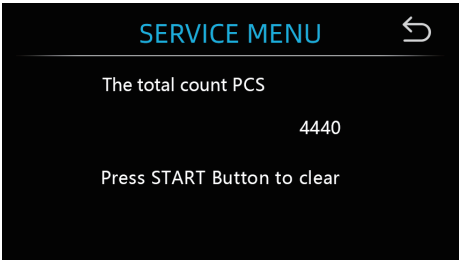 SERVICE MENU
The total count PCS
4440
Press START Button to clear